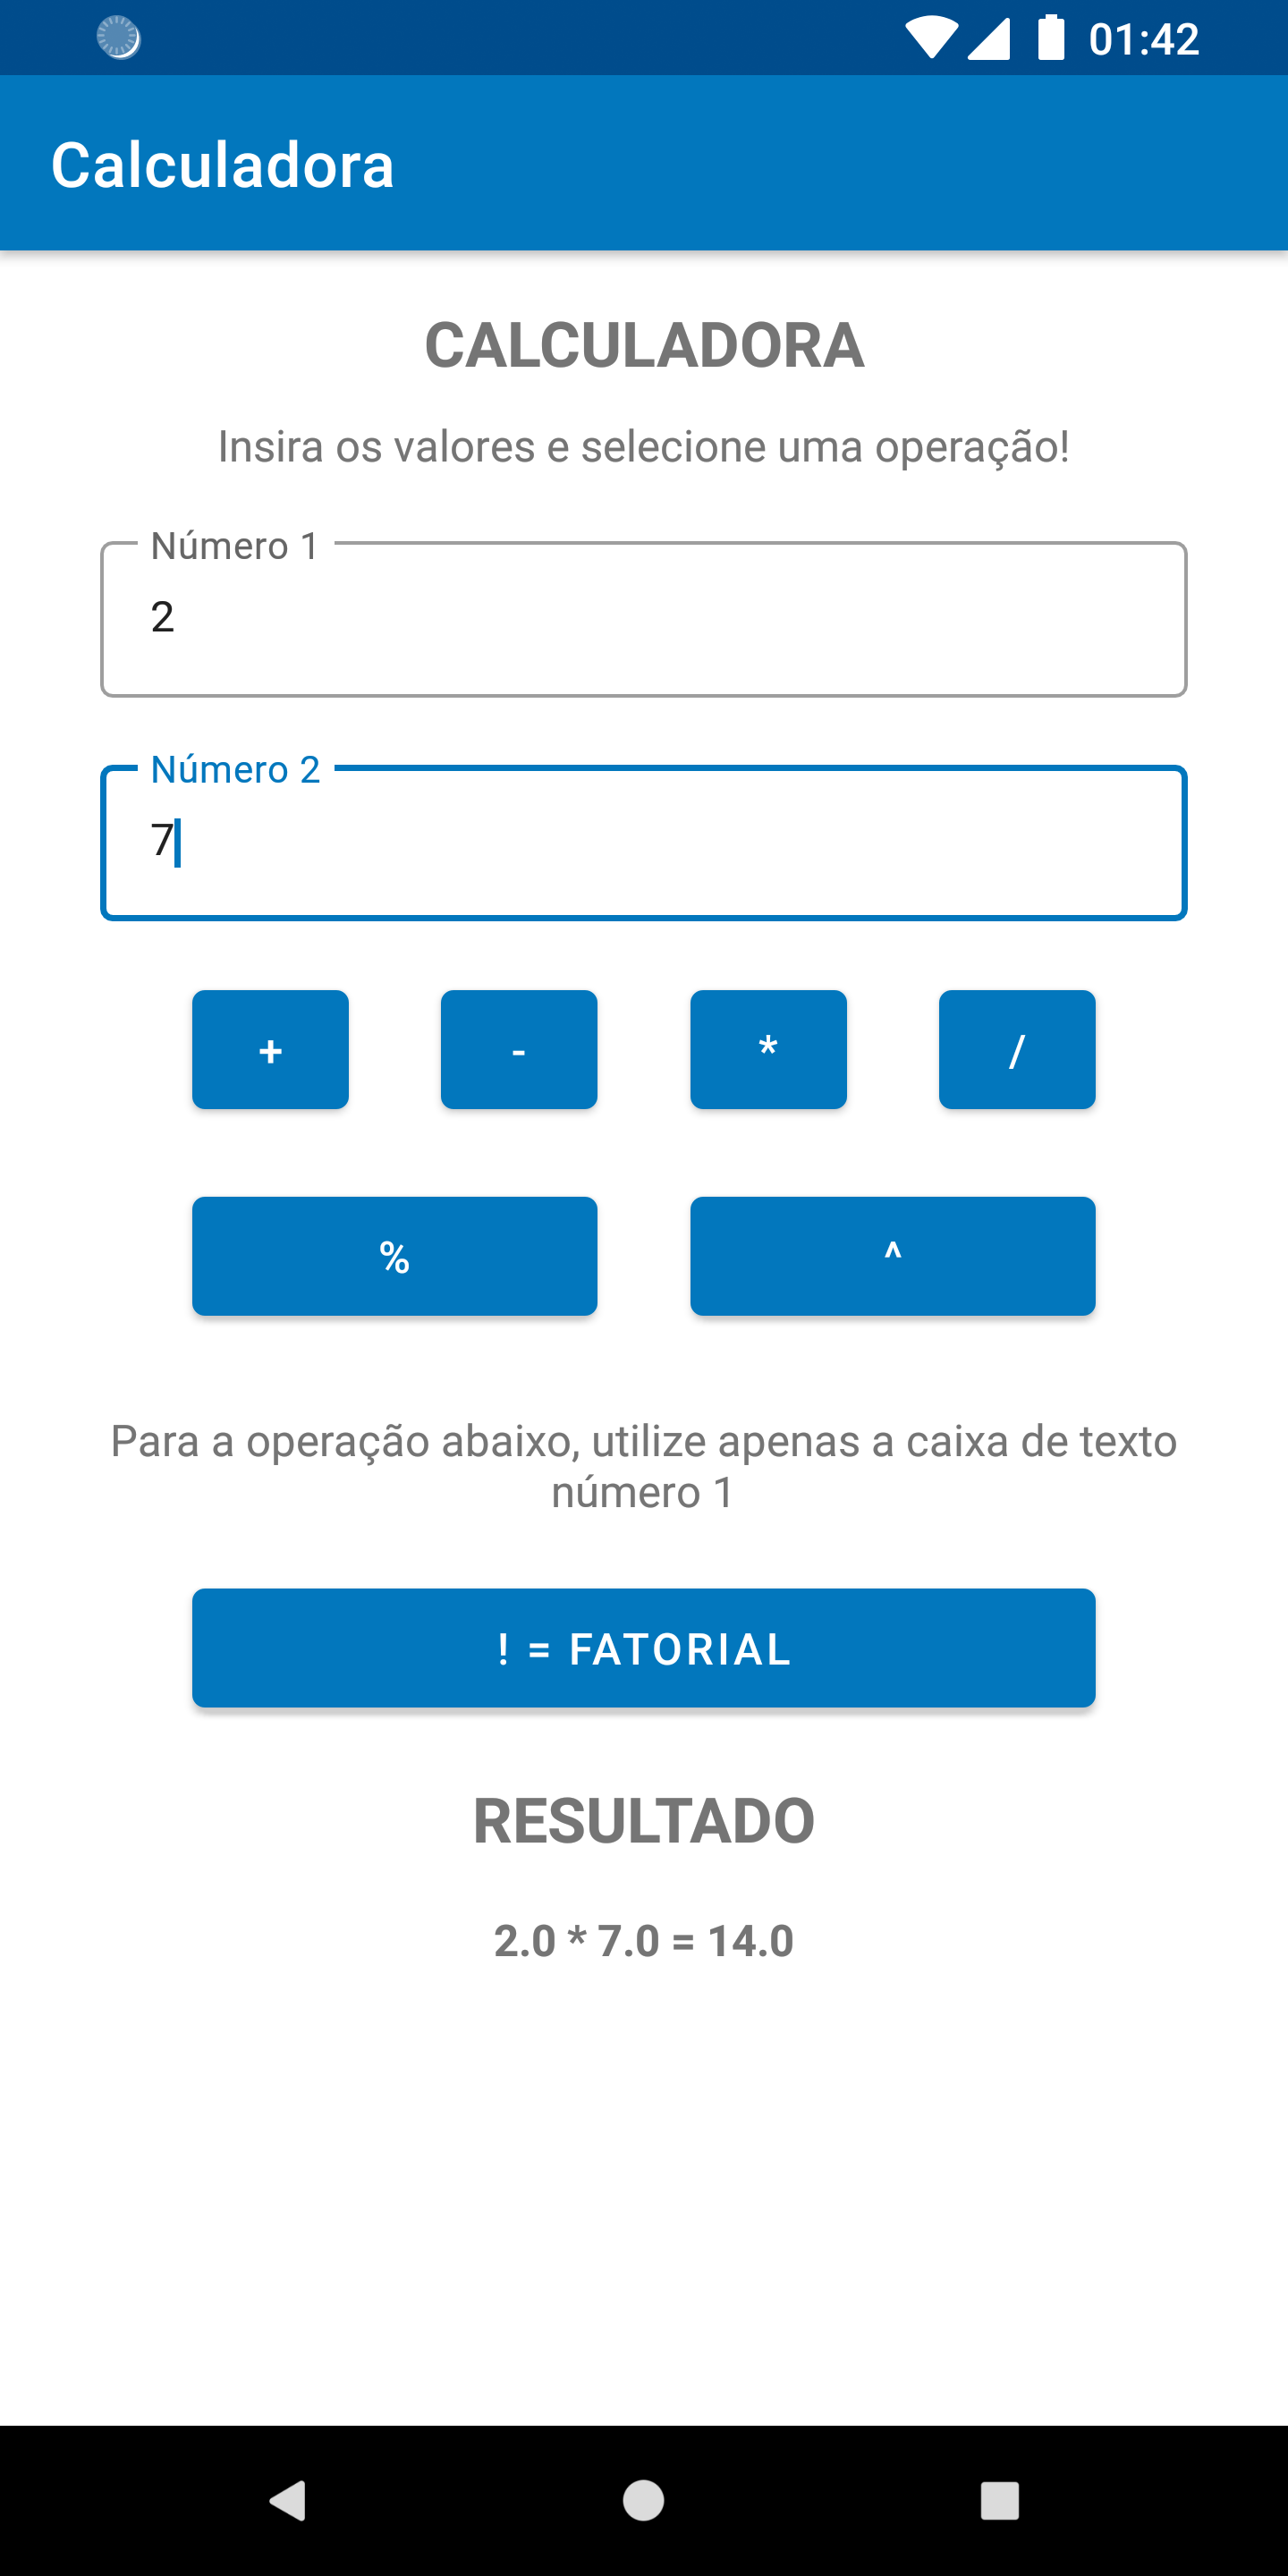 01:42
Calculadora
CALCULADORA
Insira os valores e selecione uma operação!
Número 1
2
Número 2
7
+ - * /
% ^
Para a operação abaixo, utilize apenas a caixa de texto
número 1
! = FATORIAL
RESULTADO
2.0 * 7.0 = 14.0